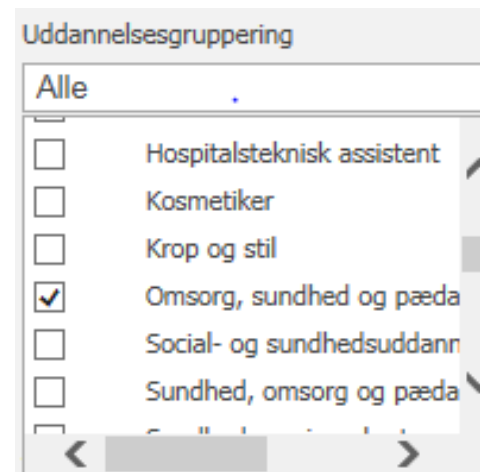 Uddannelsesgruppering
Alle
Hospitalsteknisk assistent
Kosmetiker
Krop og stil
Omsorg, sundhed og pæda
Social- og sundhedsuddann
Sundhed, omsorg og pæda